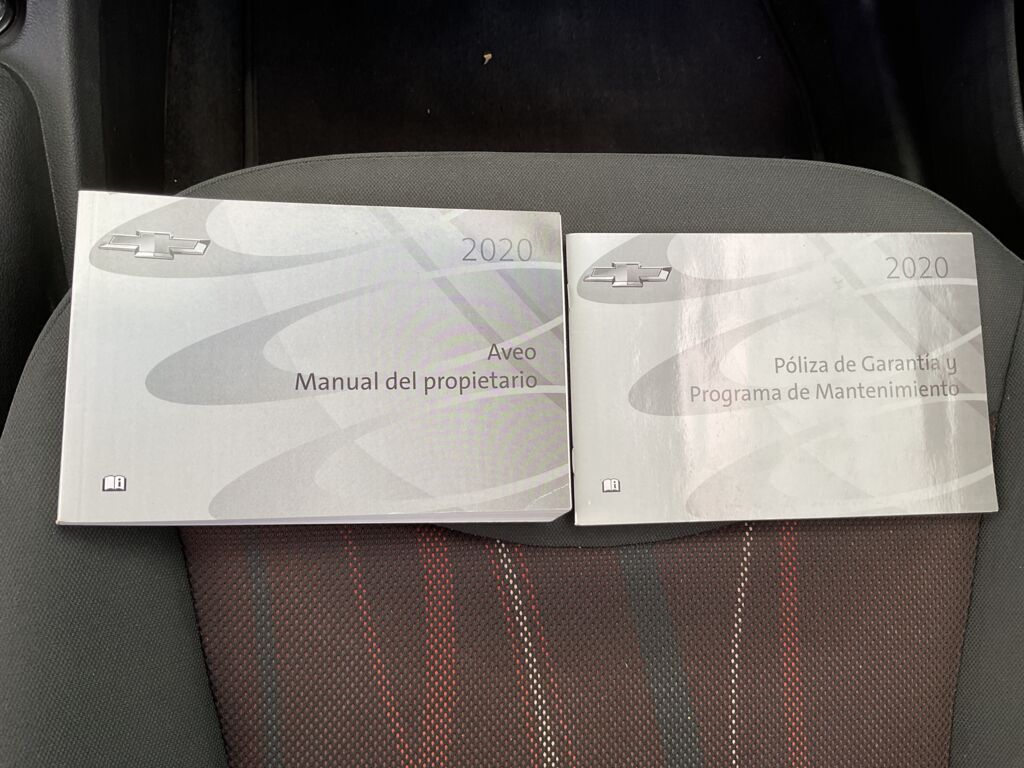 2020
Aveo
Manual del propietario
2020
Póliza de Garantía y
Programa de Mantenimiento